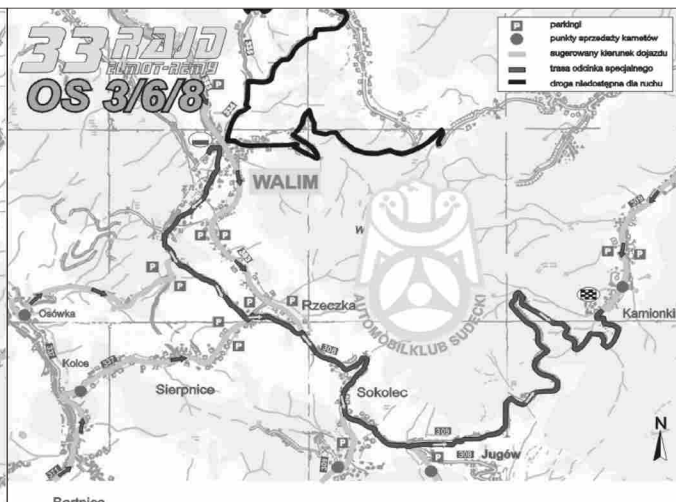 33 RAJD
ELMOT-REMY
OS 3/6/8
P parkingi
punkty sprzedaży karnetów
sugerowany kierunek dojazdu
trasa odcinka specjalnego
droga niedostępna dla ruchu
WALIM
AUTOMOBILKLUB SUDECKI
Kamionki
Rzeczka
Osówka
Kolce
Sierpnice
Sokolec
Jugów
N